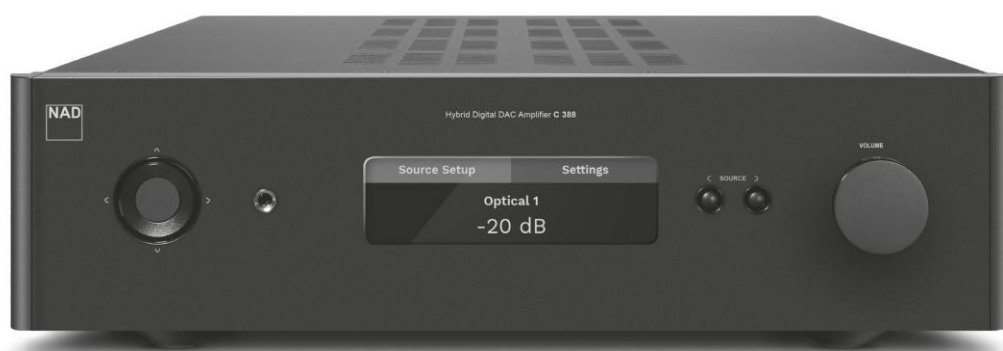 NAD
Hybrid Digital DAC Amplifier C 388
VOLUME
Source Setup Settings
< SOURCE >
Optical 1
-20 dB